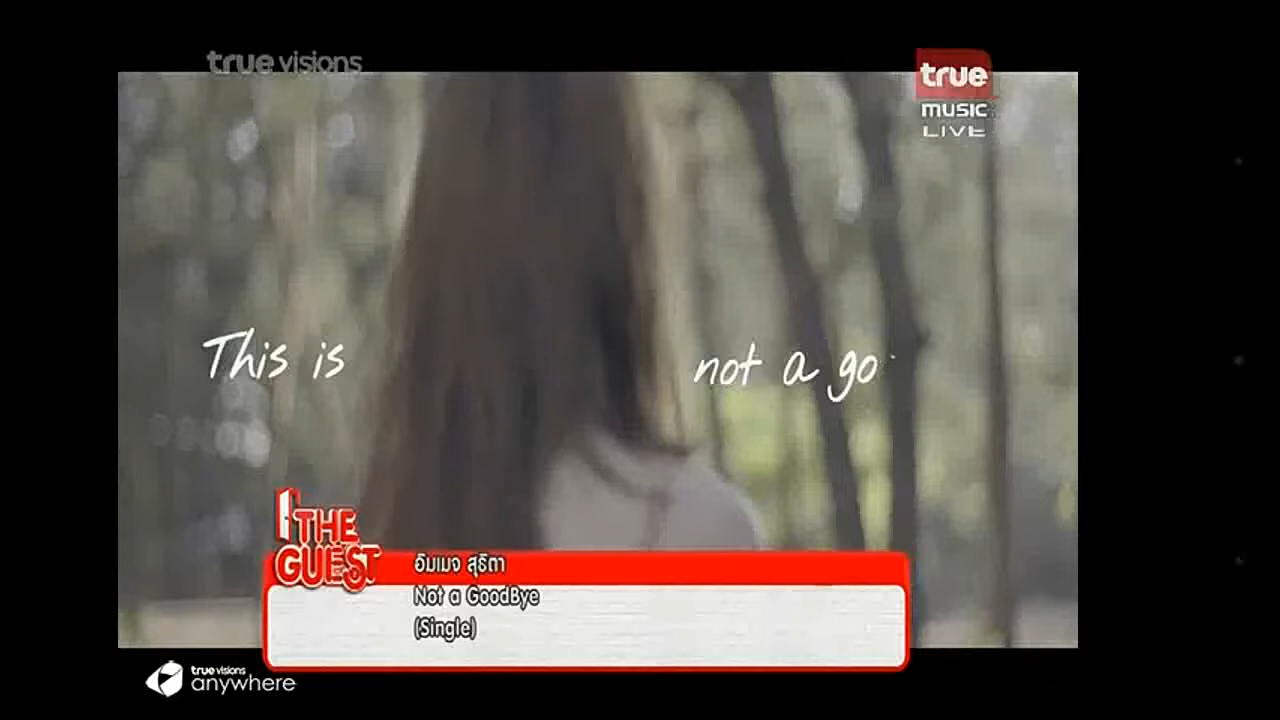 true visions
true
MUSIC
LIVE
This is not a go
THE
GUEST
อิมเมจ สุธิตา
Not a GoodBye
(Single)
true visions
anywhere